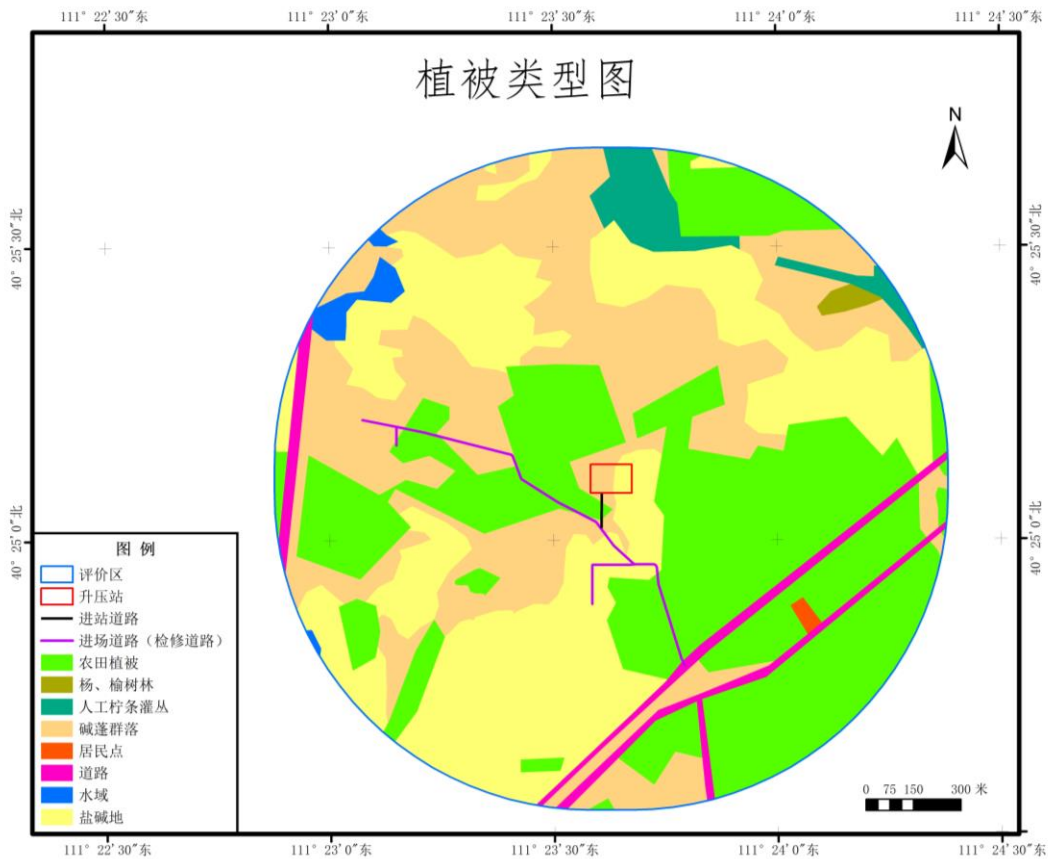 111° 22′30″东
111° 23′0″东
111° 23′30″东
111° 24′0″东
111° 24′30″东
植被类型图
N
40° 25′30″北
40° 25′30″北
40° 25′0″北
40° 25′0″北
图 例
评价区
升压站
进站道路
进场道路（检修道路）
农田植被
杨、榆树林
人工柠条灌丛
碱蓬群落
居民点
道路
水域
盐碱地
0 75 150 300 米
111° 22′30″东
111° 23′0″东
111° 23′30″东
111° 24′0″东
111° 24′30″东